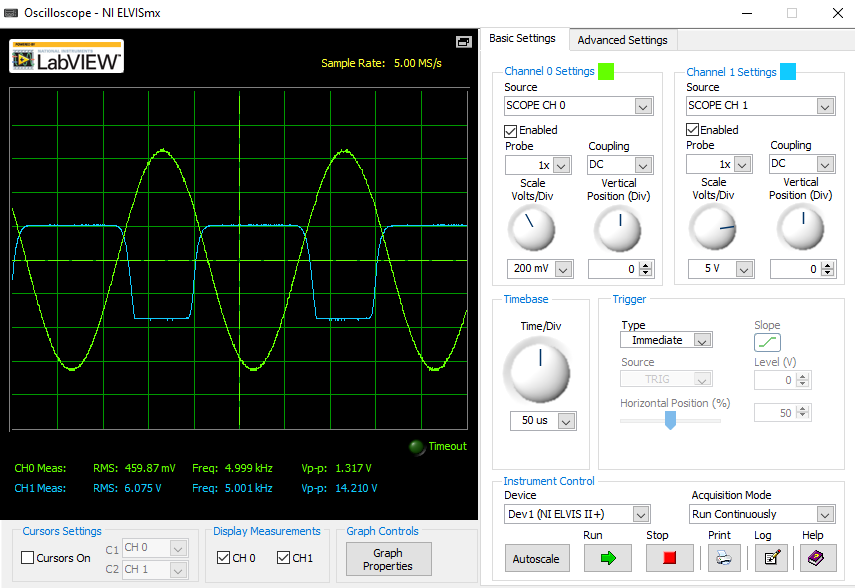 Oscilloscope - NI ELVISmx
POWERED BY
NATIONAL INSTRUMENTS
LabVIEW™
Sample Rate: 5.00 MS/s
Timeout
CH0 Meas: RMS: 459.87 mV Freq: 4.999 kHz Vp-p: 1.317 V
CH1 Meas: RMS: 6.075 V Freq: 5.001 kHz Vp-p: 14.210 V
Cursors Settings
Cursors On
C1 CH 0
C2 CH 1
Display Measurements
CH 0 CH1
Graph Controls
Graph
Properties
Basic Settings Advanced Settings
Channel 0 Settings
Source
SCOPE CH 0
Enabled
Probe Coupling
1x DC
Scale Vertical
Volts/Div Position (Div)
200 mV 0
Channel 1 Settings
Source
SCOPE CH 1
Enabled
Probe Coupling
1x DC
Scale Vertical
Volts/Div Position (Div)
5 V 0
Timebase
Time/Div
50 us
Trigger
Type Slope
Immediate
Source Level (V)
TRIG 0
Horizontal Position (%)
50
Instrument Control
Device Acquisition Mode
Dev1 (NI ELVIS II+) Run Continuously
Run Stop Print Log Help
Autoscale